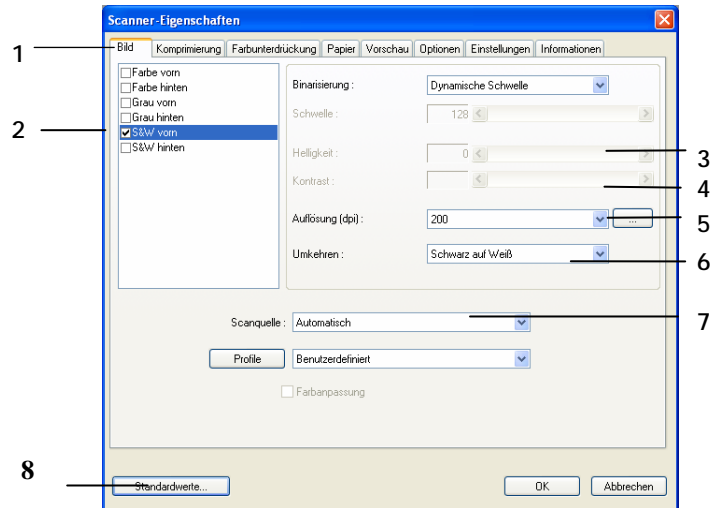 Scanner-Eigenschaften
1
Bild Komprimierung Farbunterdrückung Papier Vorschau Optionen Einstellungen Informationen
Farbe vorn
Farbe hinten
Grau vorn
Grau hinten
2
S&W vorn
S&W hinten
Binarisierung : Dynamische Schwelle
Schwelle : 128
Helligkeit : 0
3
Kontrast :
4
Auflösung (dpi) : 200 ...
5
Umkehren : Schwarz auf Weiß
6
Scanquelle : Automatisch
7
Profile Benutzerdefiniert
Farbanpassung
8
Standardwerte... OK Abbrechen